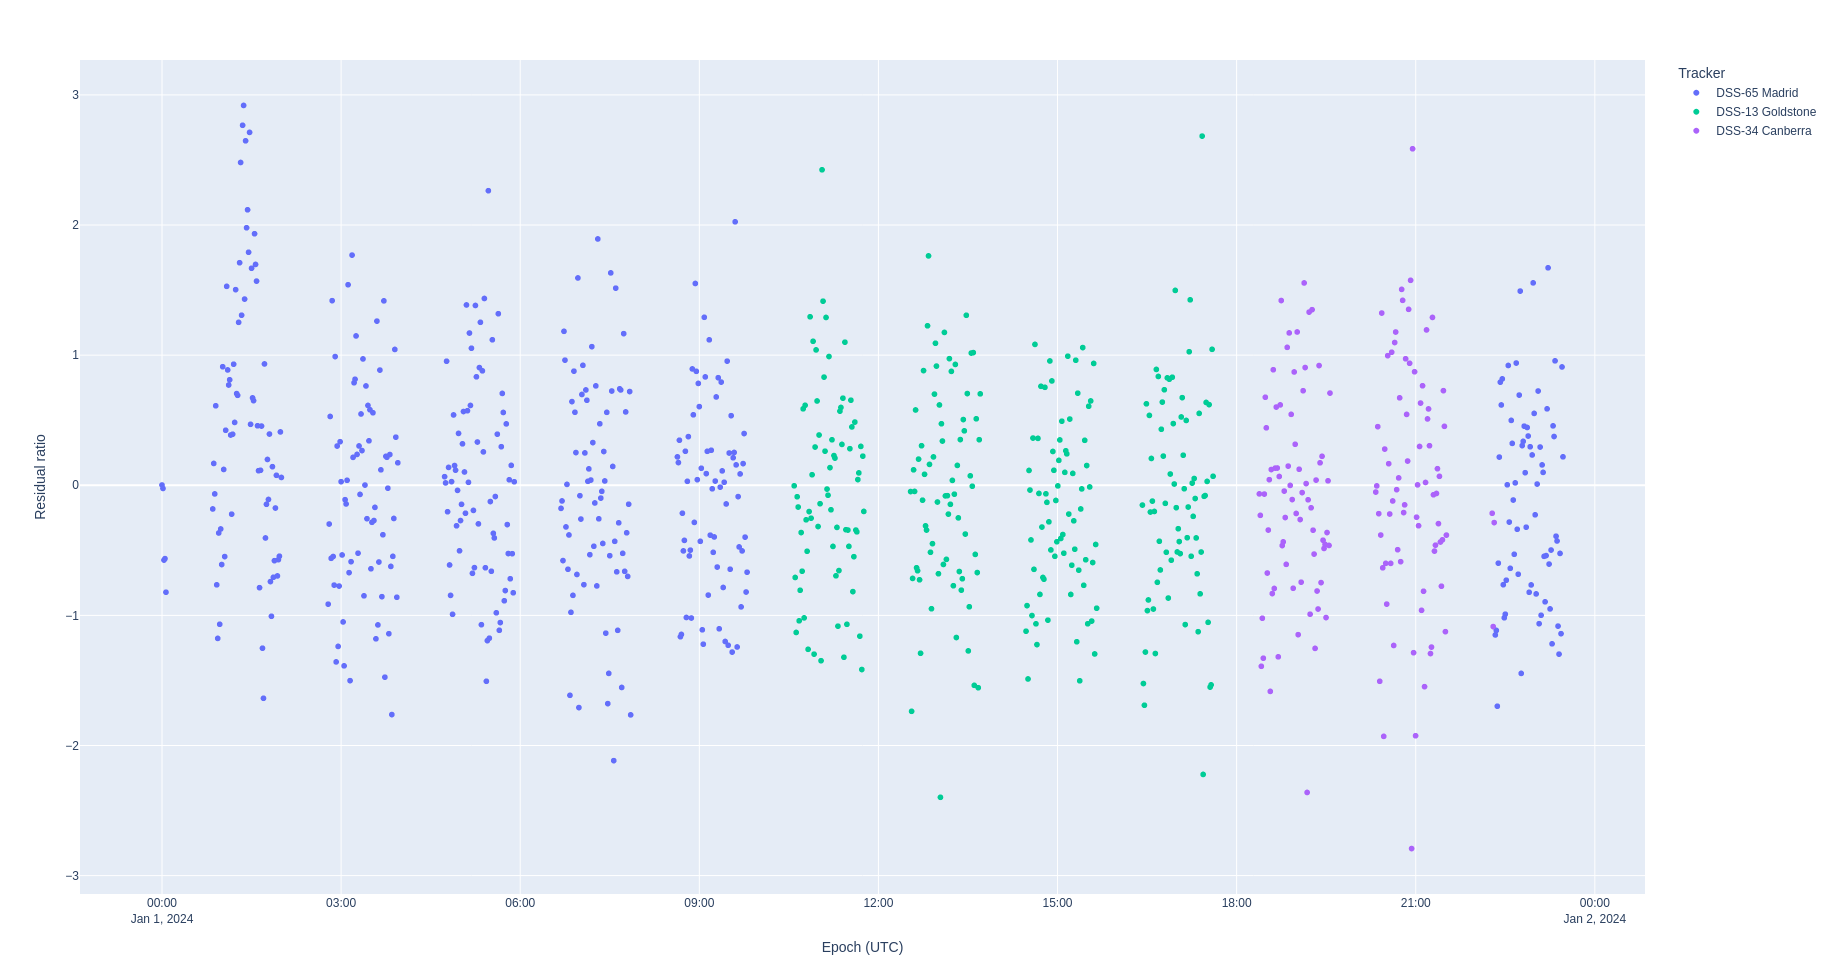 Tracker
DSS-65 Madrid
DSS-13 Goldstone
DSS-34 Canberra
Residual ratio
3
2
1
0
−1
−2
−3
00:00
Jan 1, 2024
03:00
06:00
09:00
12:00
15:00
18:00
21:00
00:00
Jan 2, 2024
Epoch (UTC)